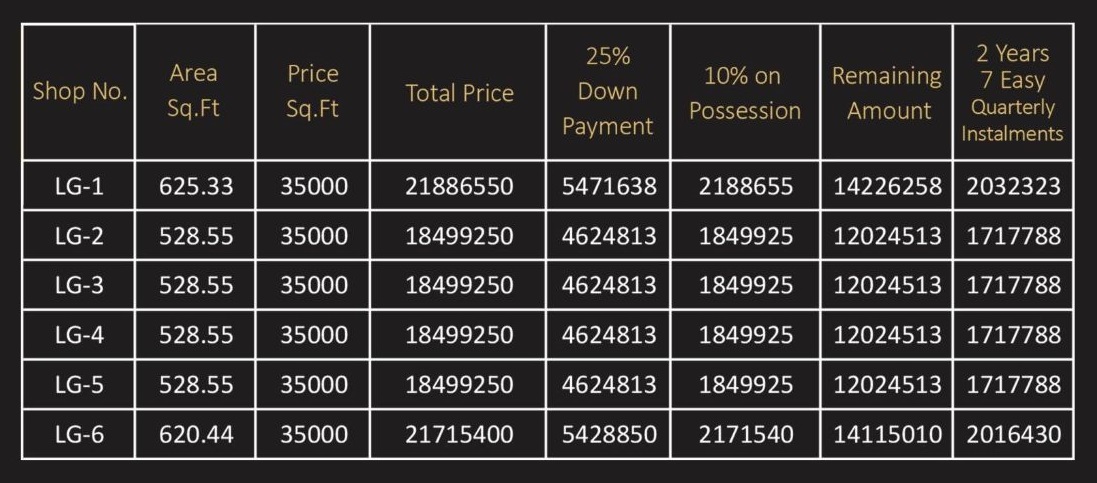 Shop No. Area Sq.Ft Price Sq.Ft Total Price 25% Down Payment 10% on Possession Remaining Amount 2 Years 7 Easy Quarterly Instalments
LG-1 625.33 35000 21886550 5471638 2188655 14226258 2032323
LG-2 528.55 35000 18499250 4624813 1849925 12024513 1717788
LG-3 528.55 35000 18499250 4624813 1849925 12024513 1717788
LG-4 528.55 35000 18499250 4624813 1849925 12024513 1717788
LG-5 528.55 35000 18499250 4624813 1849925 12024513 1717788
LG-6 620.44 35000 21715400 5428850 2171540 14115010 2016430